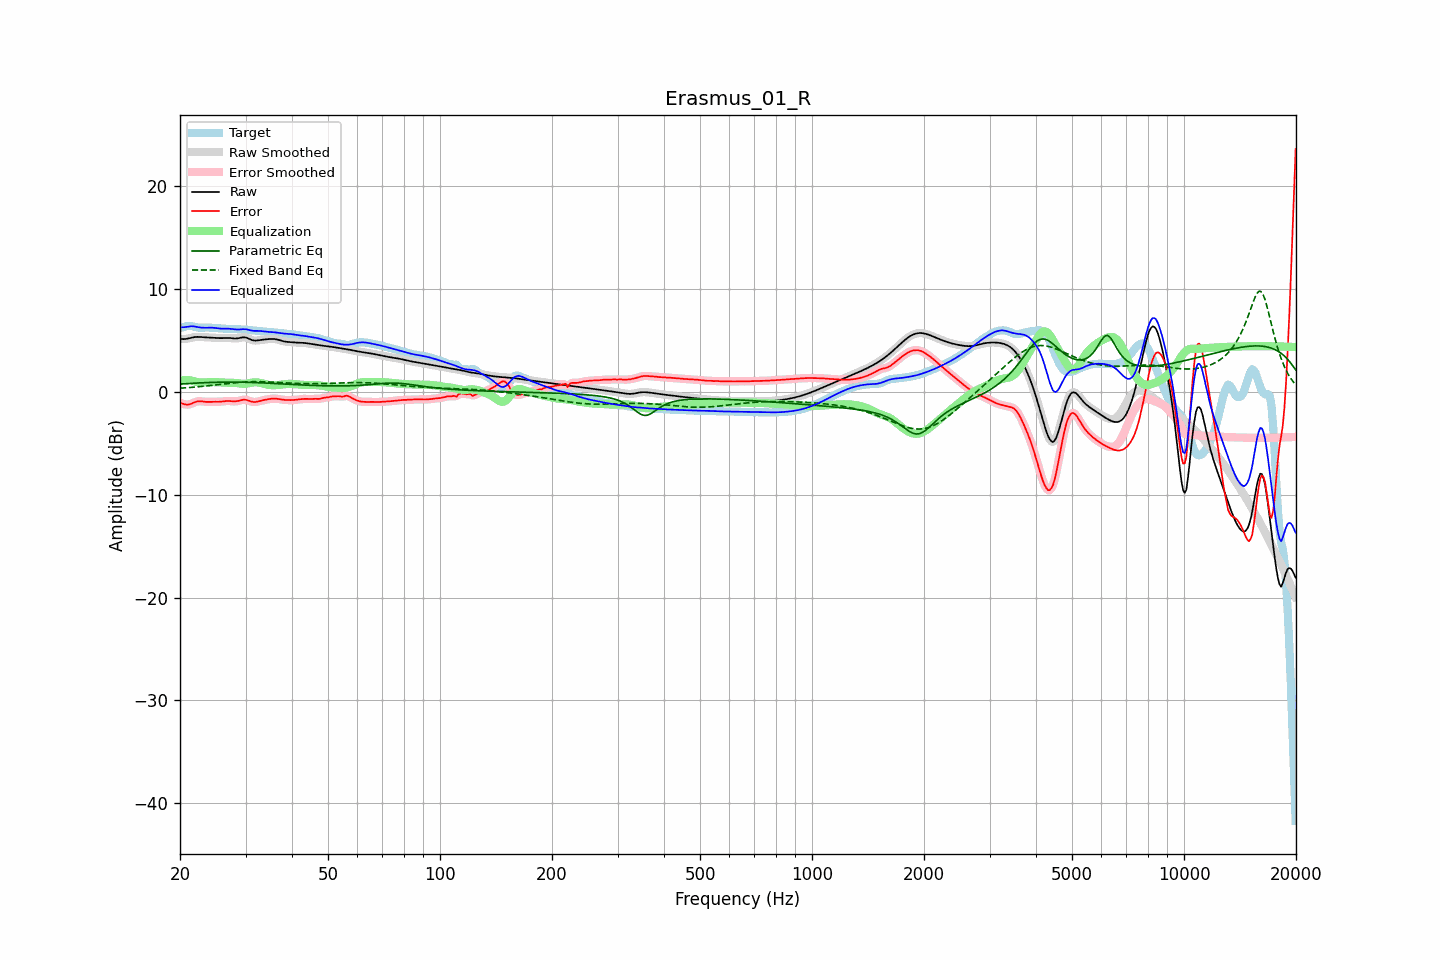 Erasmus_01_R
Target
Raw Smoothed
Error Smoothed
Raw
Error
Equalization
Parametric Eq
Fixed Band Eq
Equalized
20
10
0
−10
−20
−30
−40
Amplitude (dBr)
20 50 100 200 500 1000 2000 5000 10000 20000
Frequency (Hz)